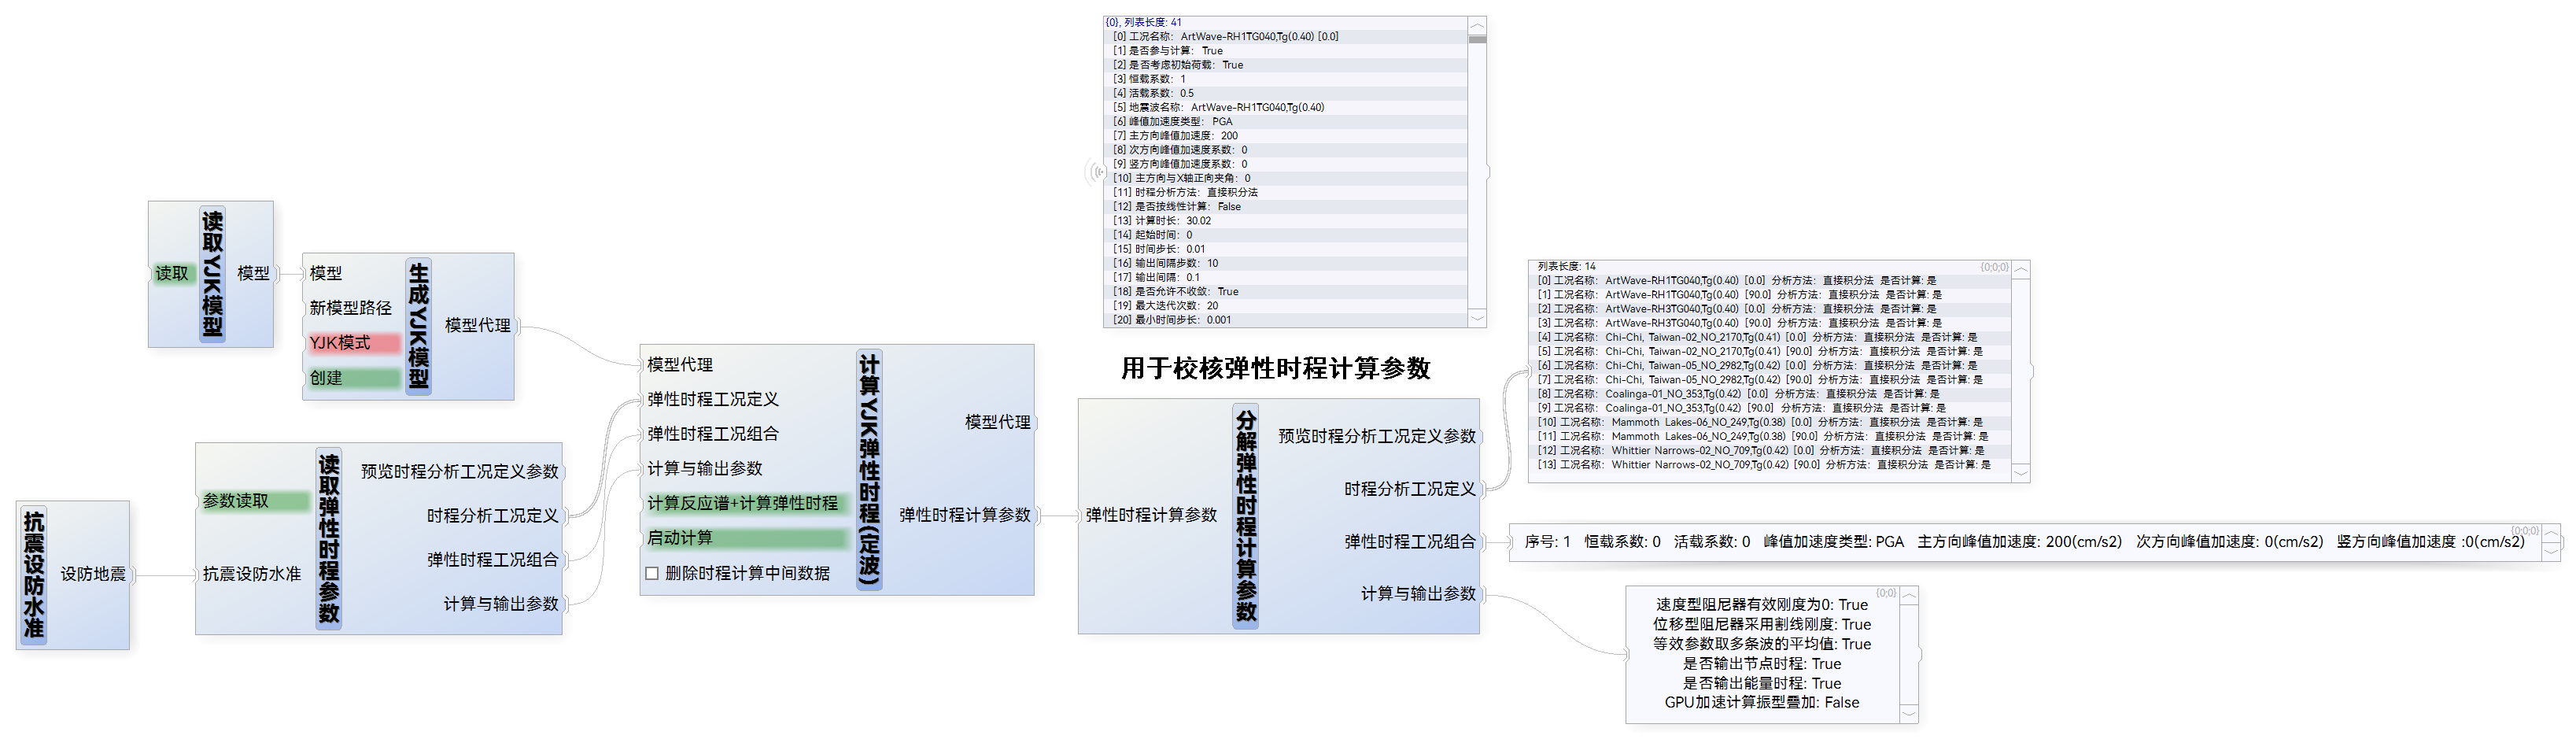 读取YJK模型
读取
模型
生成YJK模型
模型
新模型路径
YJK模式
创建
模型代理
抗震设防水准
设防地震
读取弹性时程参数
参数读取
抗震设防水准
预览时程分析工况定义参数
时程分析工况定义
弹性时程工况组合
计算与输出参数
计算YJK弹性时程(定波)
模型代理
弹性时程工况定义
弹性时程工况组合
计算与输出参数
计算反应谱+计算弹性时程
启动计算
删除时程计算中间数据
模型代理
弹性时程计算参数
{0}, 列表长度: 41
[0] 工况名称: ArtWave-RH1TG040,Tg(0.40) [0.0]
[1] 是否参与计算: True
[2] 是否考虑初始荷载: True
[3] 恒载系数: 1
[4] 活载系数: 0.5
[5] 地震波名称: ArtWave-RH1TG040,Tg(0.40)
[6] 峰值加速度类型: PGA
[7] 主方向峰值加速度: 200
[8] 次方向峰值加速度系数: 0
[9] 竖方向峰值加速度系数: 0
[10] 主方向与X轴正向夹角: 0
[11] 时程分析方法: 直接积分法
[12] 是否按线性计算: False
[13] 计算时长: 30.02
[14] 起始时间: 0
[15] 时间步长: 0.01
[16] 输出间隔步数: 10
[17] 输出间隔: 0.1
[18] 是否允许不收敛: True
[19] 最大迭代次数: 20
[20] 最小时间步长: 0.001
用于校核弹性时程计算参数
分解弹性时程计算参数
弹性时程计算参数
预览时程分析工况定义参数
时程分析工况定义
弹性时程工况组合
计算与输出参数
列表长度: 14 {0;0;0}
[0] 工况名称: ArtWave-RH1TG040,Tg(0.40) [0.0] 分析方法: 直接积分法 是否计算: 是
[1] 工况名称: ArtWave-RH1TG040,Tg(0.40) [90.0] 分析方法: 直接积分法 是否计算: 是
[2] 工况名称: ArtWave-RH3TG040,Tg(0.40) [0.0] 分析方法: 直接积分法 是否计算: 是
[3] 工况名称: ArtWave-RH3TG040,Tg(0.40) [90.0] 分析方法: 直接积分法 是否计算: 是
[4] 工况名称: Chi-Chi, Taiwan-02_NO_2170,Tg(0.41) [0.0] 分析方法: 直接积分法 是否计算: 是
[5] 工况名称: Chi-Chi, Taiwan-02_NO_2170,Tg(0.41) [90.0] 分析方法: 直接积分法 是否计算: 是
[6] 工况名称: Chi-Chi, Taiwan-05_NO_2982,Tg(0.42) [0.0] 分析方法: 直接积分法 是否计算: 是
[7] 工况名称: Chi-Chi, Taiwan-05_NO_2982,Tg(0.42) [90.0] 分析方法: 直接积分法 是否计算: 是
[8] 工况名称: Coalinga-01_NO_353,Tg(0.42) [0.0] 分析方法: 直接积分法 是否计算: 是
[9] 工况名称: Coalinga-01_NO_353,Tg(0.42) [90.0] 分析方法: 直接积分法 是否计算: 是
[10] 工况名称: Mammoth Lakes-06_NO_249,Tg(0.38) [0.0] 分析方法: 直接积分法 是否计算: 是
[11] 工况名称: Mammoth Lakes-06_NO_249,Tg(0.38) [90.0] 分析方法: 直接积分法 是否计算: 是
[12] 工况名称: Whittier Narrows-02_NO_709,Tg(0.42) [0.0] 分析方法: 直接积分法 是否计算: 是
[13] 工况名称: Whittier Narrows-02_NO_709,Tg(0.42) [90.0] 分析方法: 直接积分法 是否计算: 是
{0;0;0}
序号: 1 恒载系数: 0 活载系数: 0 峰值加速度类型: PGA 主方向峰值加速度: 200(cm/s2) 次方向峰值加速度: 0(cm/s2) 竖方向峰值加速度 :0(cm/s2)
{0;0}
速度型阻尼器有效刚度为0: True
位移型阻尼器采用割线刚度: True
等效参数取多条波的平均值: True
是否输出节点时程: True
是否输出能量时程: True
GPU加速计算振型叠加: False